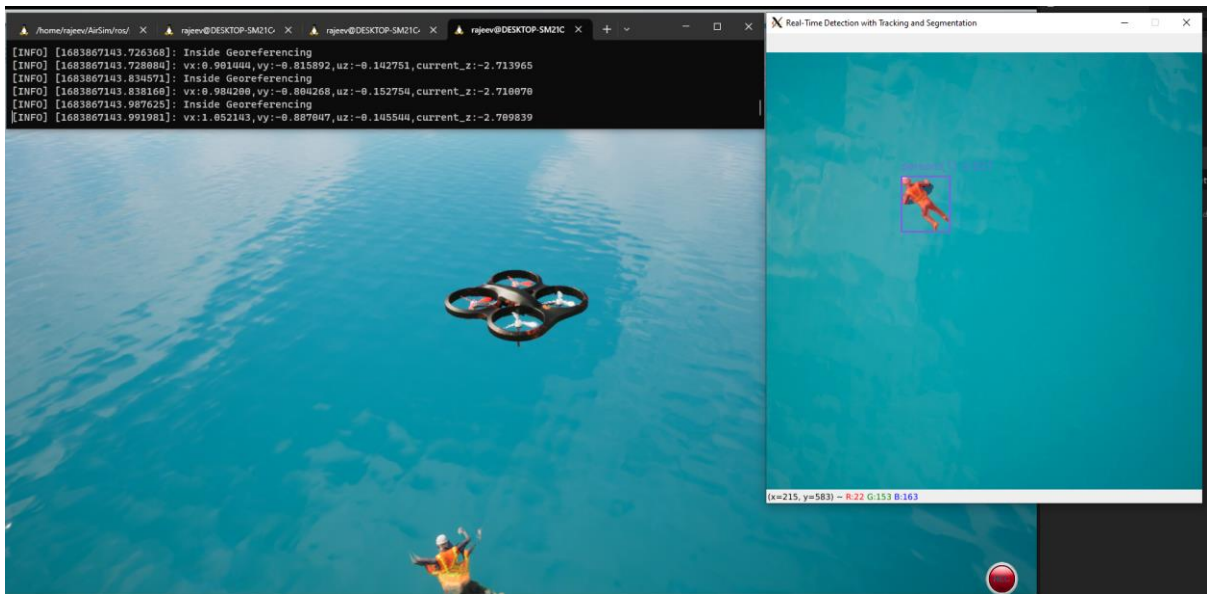 /home/rajeev/AirSim/ros/
rajeev@DESKTOP-SM21C
rajeev@DESKTOP-SM21C
rajeev@DESKTOP-SM21C
[INFO] [1683867143.726368]: Inside Georeferencing
[INFO] [1683867143.728084]: vx:0.901444,vy:-0.815892,uz:-0.142751,current_z:-2.713965
[INFO] [1683867143.834571]: Inside Georeferencing
[INFO] [1683867143.838160]: vx:0.984200,vy:-0.804268,uz:-0.152754,current_z:-2.710070
[INFO] [1683867143.987625]: Inside Georeferencing
[INFO] [1683867143.991981]: vx:1.052143,vy:-0.887047,uz:-0.145544,current_z:-2.709839
Real-Time Detection with Tracking and Segmentation
(x=215, y=583) ~ R:22 G:153 B:163